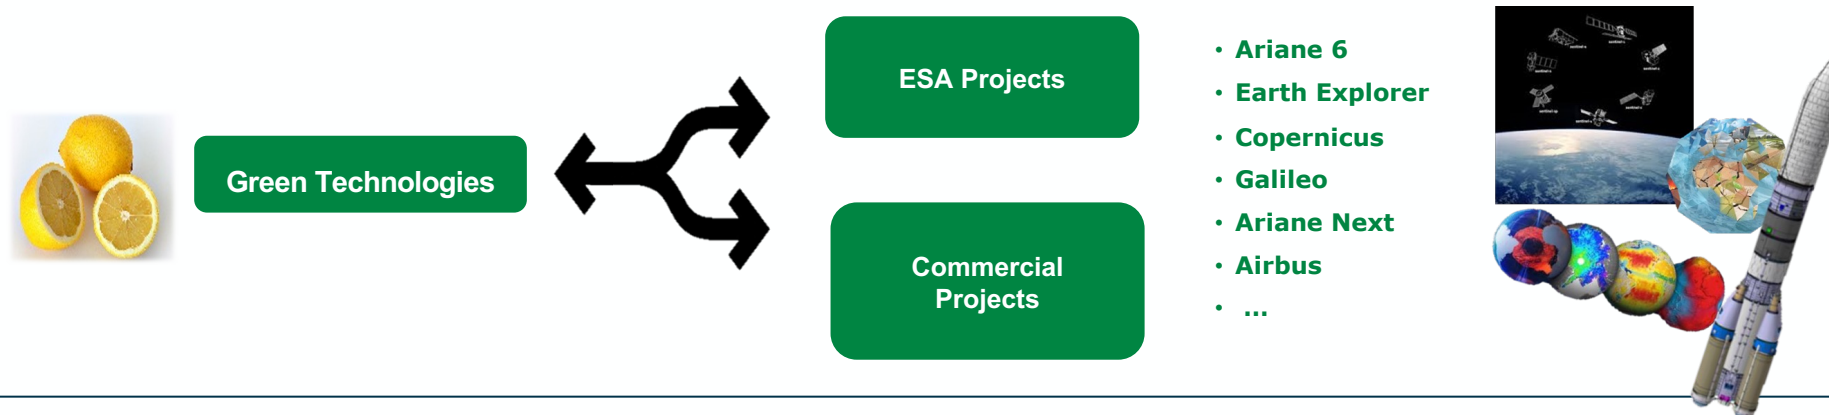 Green Technologies
ESA Projects
Commercial
Projects
• Ariane 6
• Earth Explorer
• Copernicus
• Galileo
• Ariane Next
• Airbus
• ...